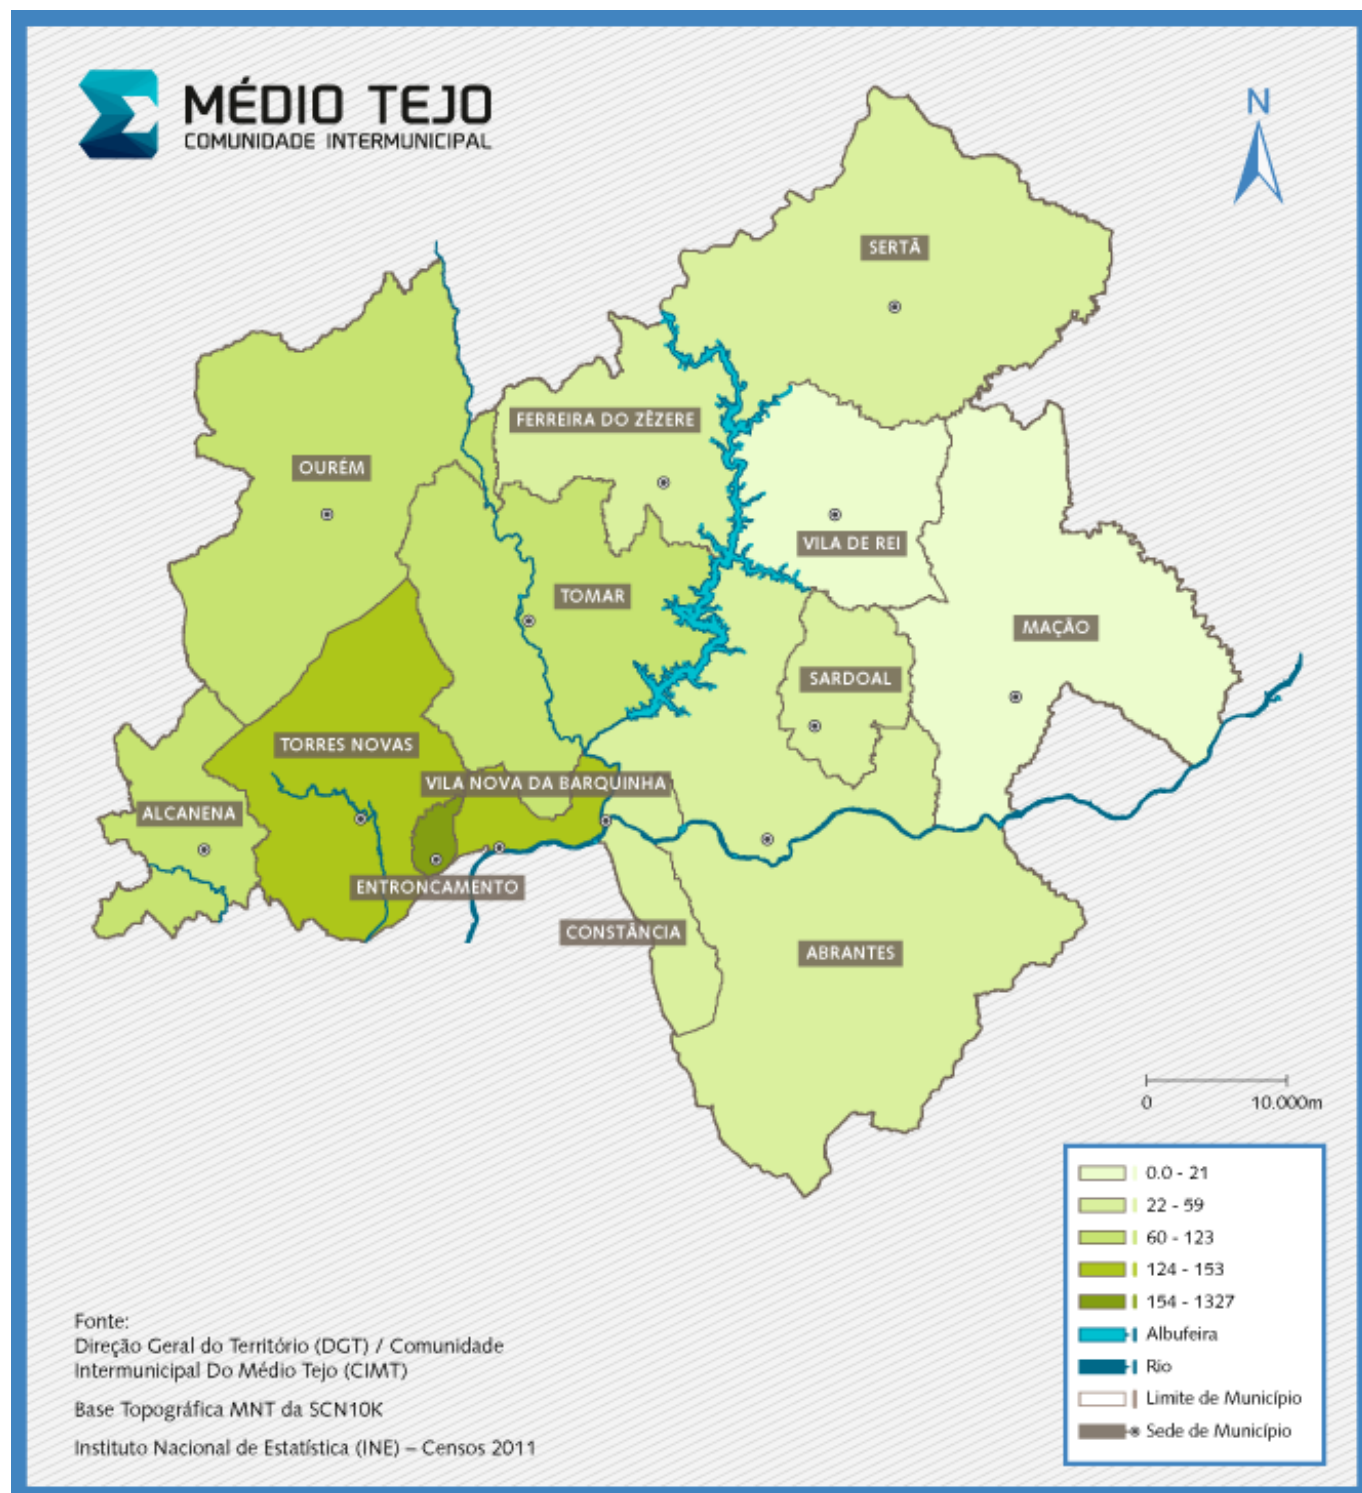 MÉDIO TEJO
COMUNIDADE INTERMUNICIPAL
N
SERTÃ
FERREIRA DO ZÊZERE
OURÉM
VILA DE REI
TOMAR
MAÇÃO
SARDOAL
TORRES NOVAS
VILA NOVA DA BARQUINHA
ALCANENA
ENTRONCAMENTO
CONSTÂNCIA
ABRANTES
0 10.000m
0.0 - 21
22 - 59
60 - 123
124 - 153
154 - 1327
Albufeira
Rio
Limite de Município
Sede de Município
Fonte:
Direção Geral do Território (DGT) / Comunidade
Intermunicipal Do Médio Tejo (CIMT)
Base Topográfica MNT da SCN10K
Instituto Nacional de Estatística (INE) – Censos 2011